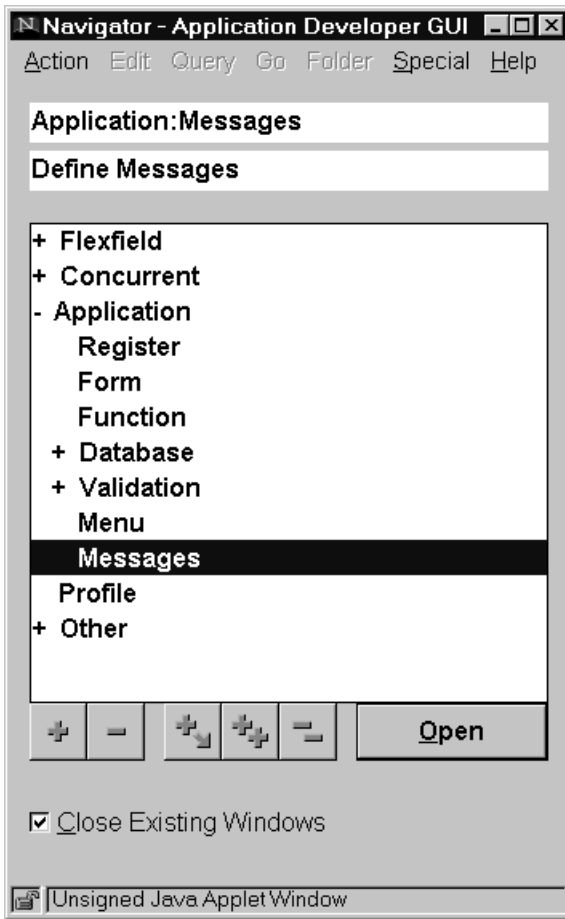 Navigator - Application Developer GUI
Action Edit Query Go Folder Special Help
Application:Messages
Define Messages
+ Flexfield
+ Concurrent
- Application
Register
Form
Function
+ Database
+ Validation
Menu
Messages
Profile
+ Other
Open
Close Existing Windows
Unsigned Java Applet Window